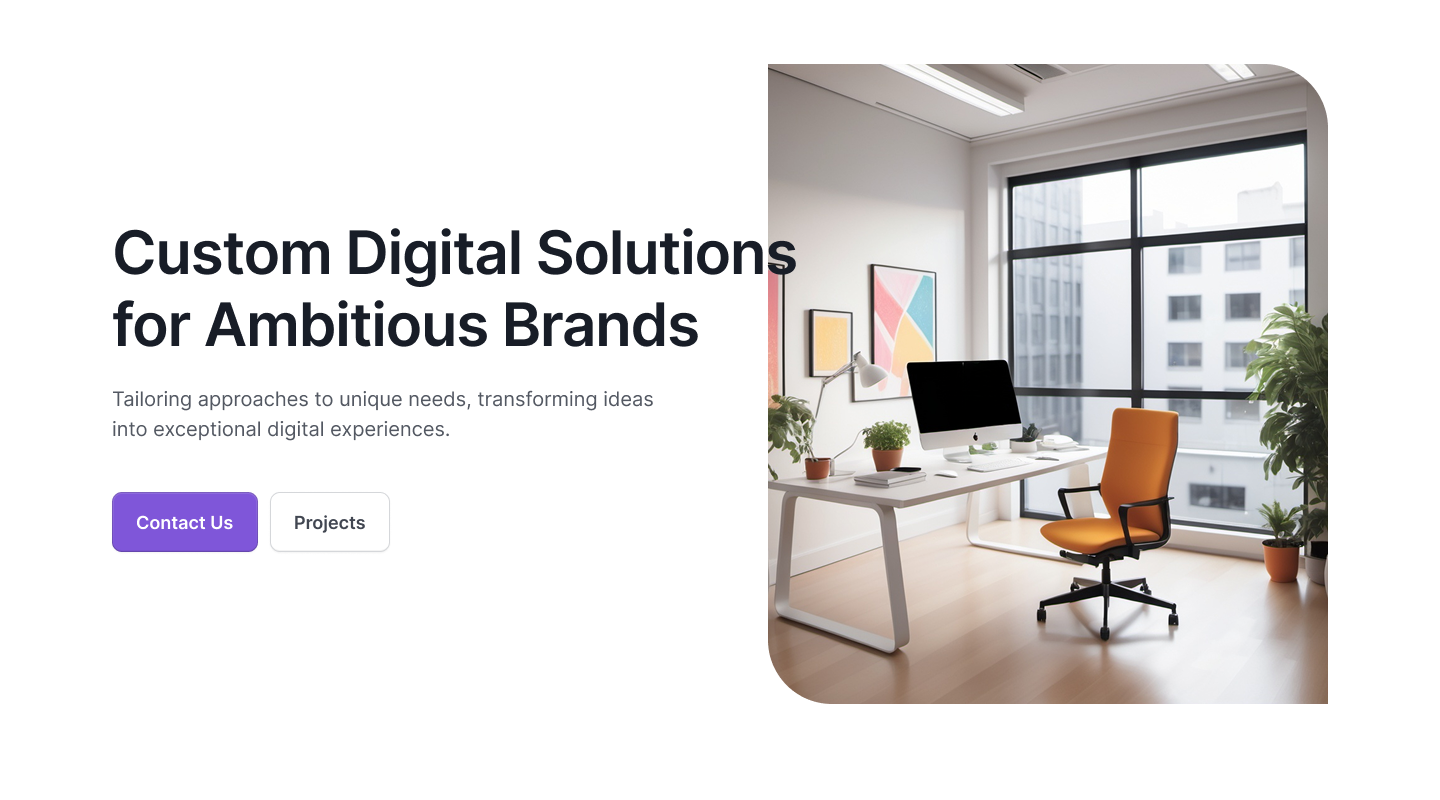 Custom Digital Solutions
for Ambitious Brands
Tailoring approaches to unique needs, transforming ideas
into exceptional digital experiences.
Contact Us
Projects